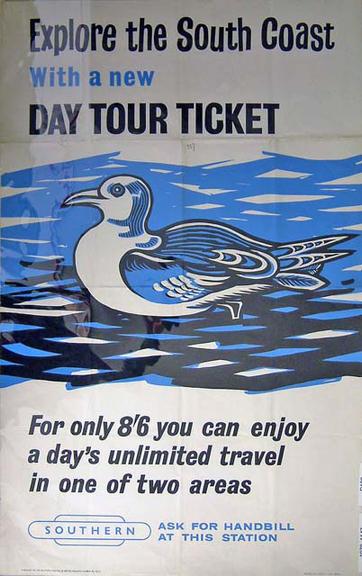 Explore the South Coast
With a new
DAY TOUR TICKET
For only 8'6 you can enjoy
a day's unlimited travel
in one of two areas
SOUTHERN
ASK FOR HANDBILL
AT THIS STATION